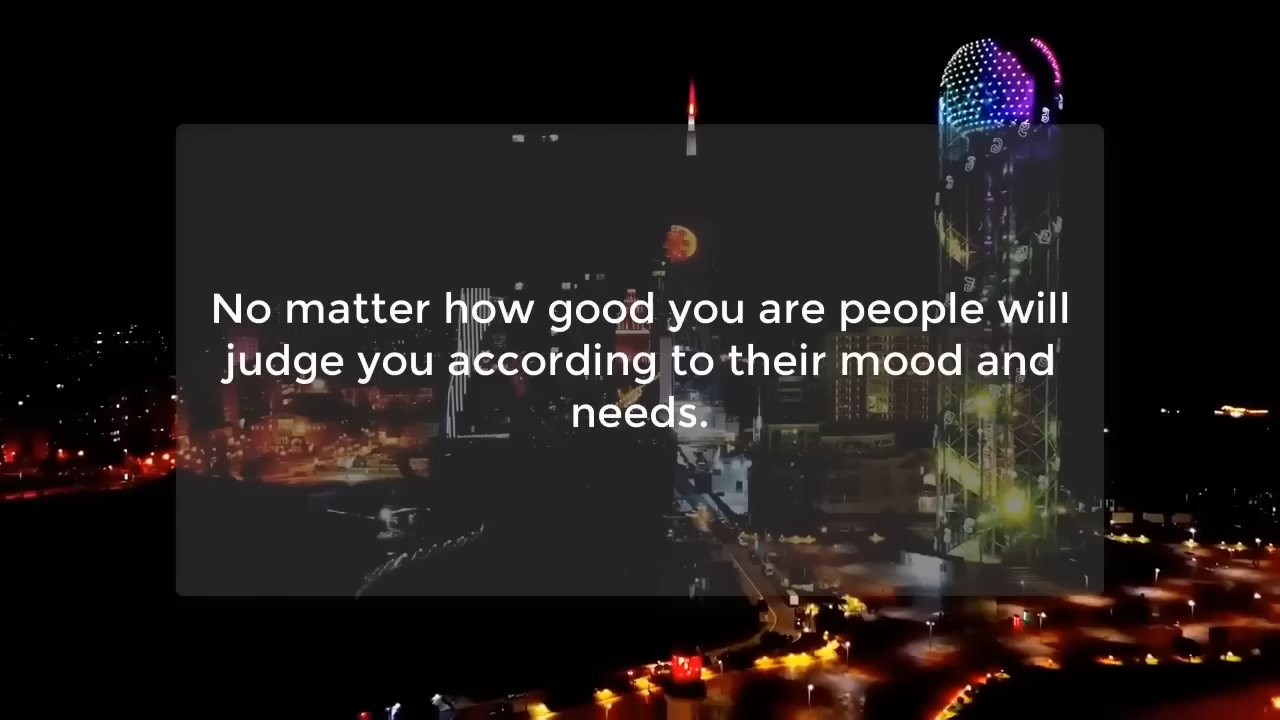 No matter how good you are people will
judge you according to their mood and
needs.